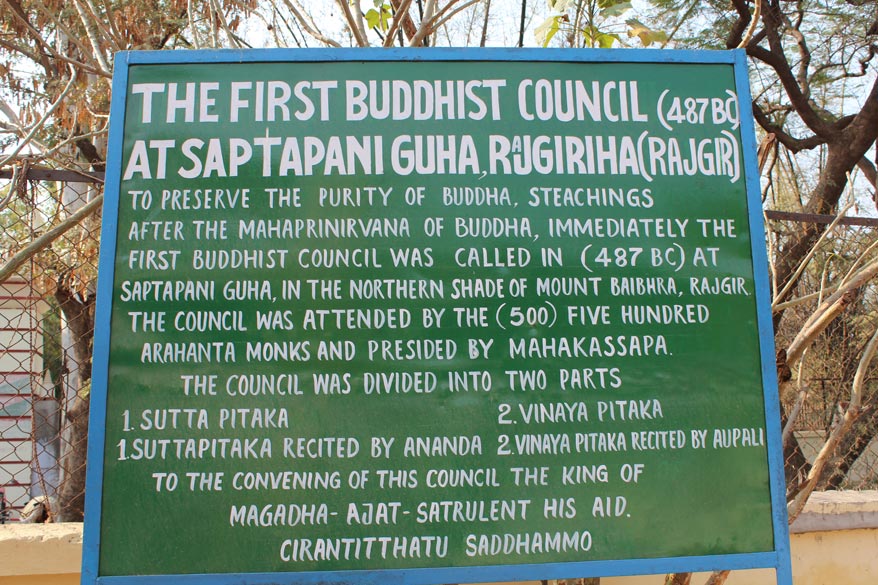 THE FIRST BUDDHIST COUNCIL (487 BC)
AT SAPTAPANI GUHA, RAJGIRIHA (RAJGIR)
TO PRESERVE THE PURITY OF BUDDHA, STEACHINGS
AFTER THE MAHAPRINIRVANA OF BUDDHA, IMMEDIATELY THE
FIRST BUDDHIST COUNCIL WAS CALLED IN (487 BC) AT
SAPTAPANI GUHA, IN THE NORTHERN SHADE OF MOUNT BAIBHRA, RAJGIR.
THE COUNCIL WAS ATTENDED BY THE (500) FIVE HUNDRED
ARAHANTA MONKS AND PRESIDED BY MAHAKASSAPA.
THE COUNCIL WAS DIVIDED INTO TWO PARTS
1. SUTTA PITAKA 2. VINAYA PITAKA
1. SUTTAPITAKA RECITED BY ANANDA 2. VINAYA PITAKA RECITED BY AUPALI
TO THE CONVENING OF THIS COUNCIL THE KING OF
MAGADHA-AJAT-SATRULENT HIS AID.
CIRANTITTHATU SADDHAMMO